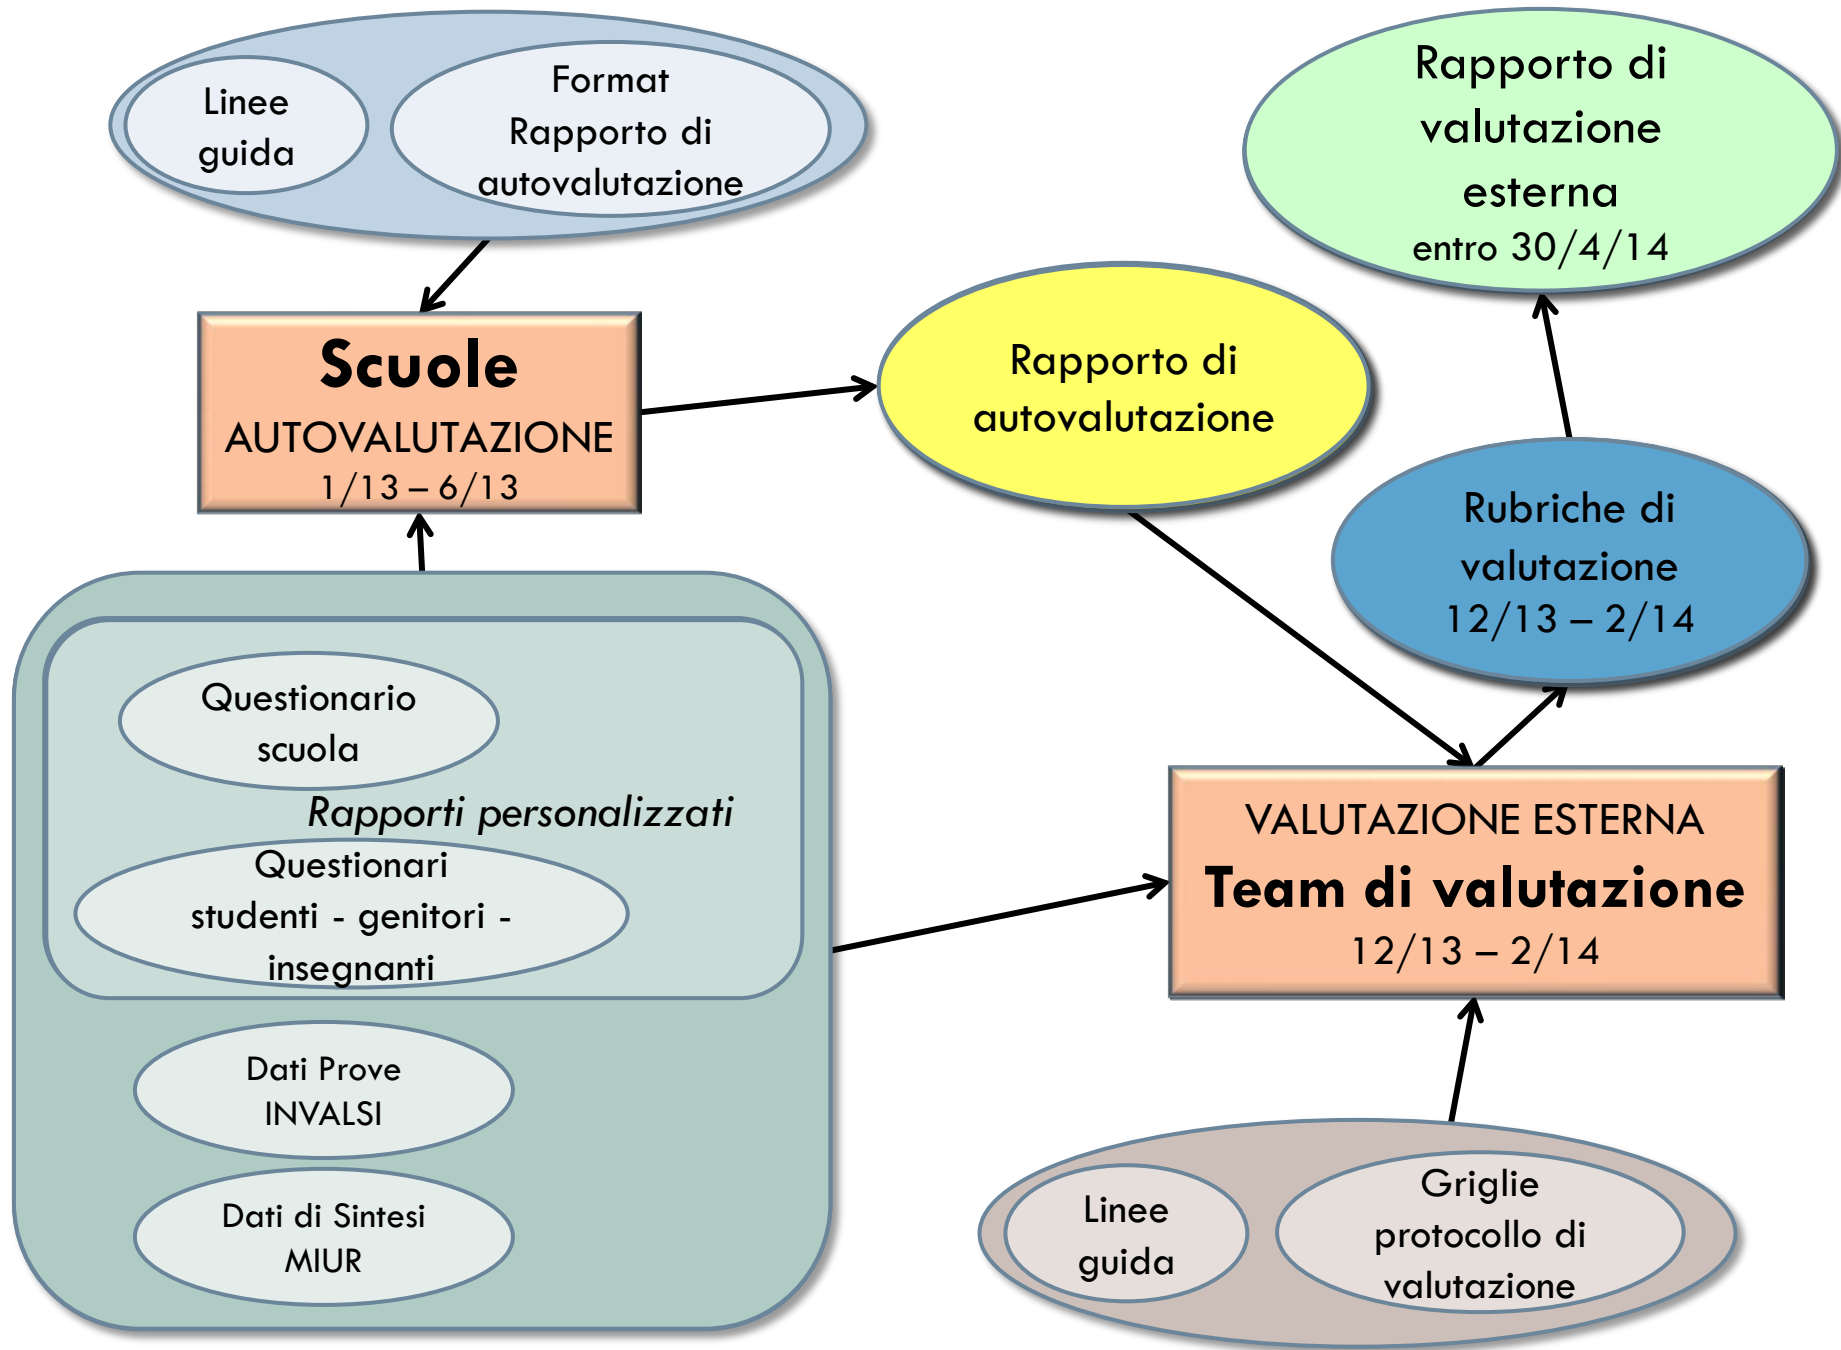 Linee
guida
Format
Rapporto di
autovalutazione
Rapporto di
valutazione
esterna
entro 30/4/14
Scuole
AUTOVALUTAZIONE
1/13 – 6/13
Rapporto di
autovalutazione
Rubriche di
valutazione
12/13 – 2/14
Questionario
scuola
Rapporti personalizzati
Questionari
studenti - genitori -
insegnanti
Dati Prove
INVALSI
Dati di Sintesi
MIUR
VALUTAZIONE ESTERNA
Team di valutazione
12/13 – 2/14
Linee
guida
Griglie
protocollo di
valutazione